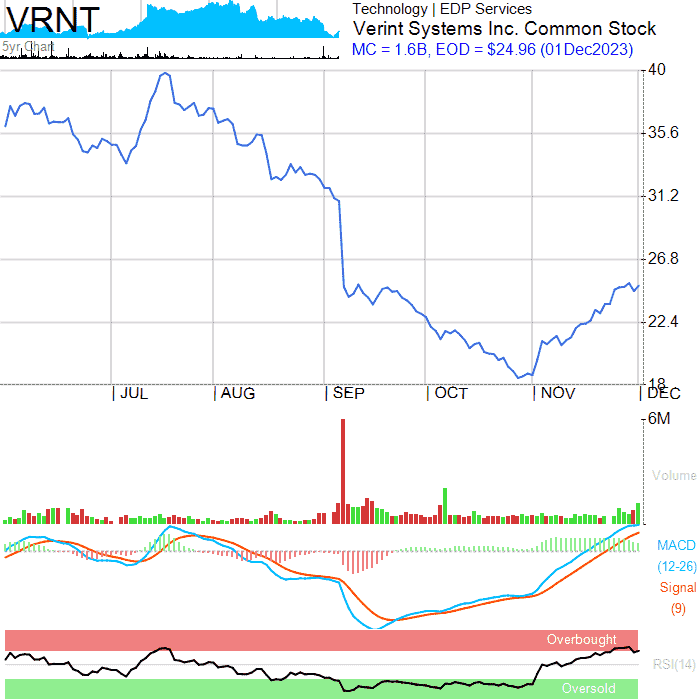 VRNT
5yr Chart
Technology | EDP Services
Verint Systems Inc. Common Stock
MC = 1.6B, EOD = $24.96 (01Dec2023)
40
35.6
31.2
26.8
22.4
18
JUL AUG SEP OCT NOV DEC
6M
Volume
MACD
(12-26)
Signal
(9)
Overbought
RSI(14)
Oversold